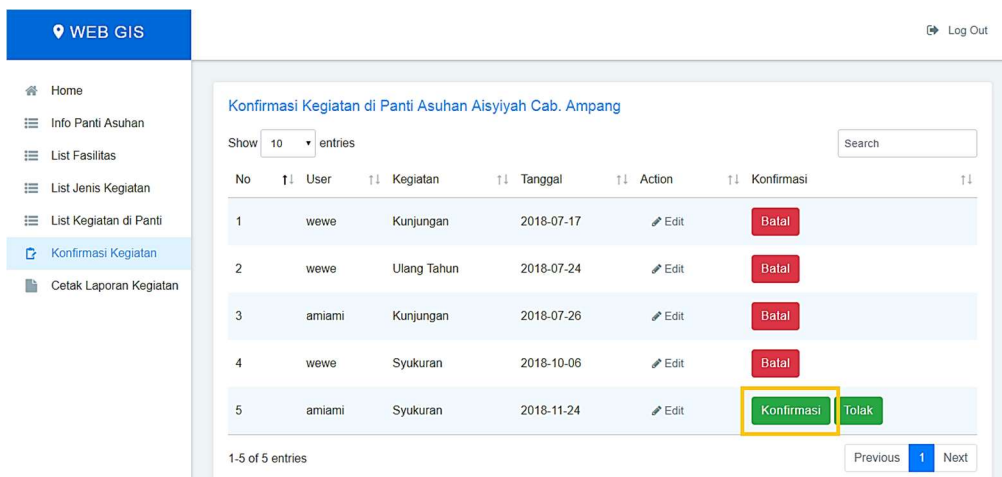 WEB GIS
Log Out
Home
Info Panti Asuhan
List Fasilitas
List Jenis Kegiatan
List Kegiatan di Panti
Konfirmasi Kegiatan
Cetak Laporan Kegiatan
Konfirmasi Kegiatan di Panti Asuhan Aisyiyah Cab. Ampang
Show 10 entries Search
No User Kegiatan Tanggal Action Konfirmasi
1 wewe Kunjungan 2018-07-17 Edit Batal
2 wewe Ulang Tahun 2018-07-24 Edit Batal
3 amiami Kunjungan 2018-07-26 Edit Batal
4 wewe Syukuran 2018-10-06 Edit Batal
5 amiami Syukuran 2018-11-24 Edit Konfirmasi Tolak
1-5 of 5 entries Previous 1 Next